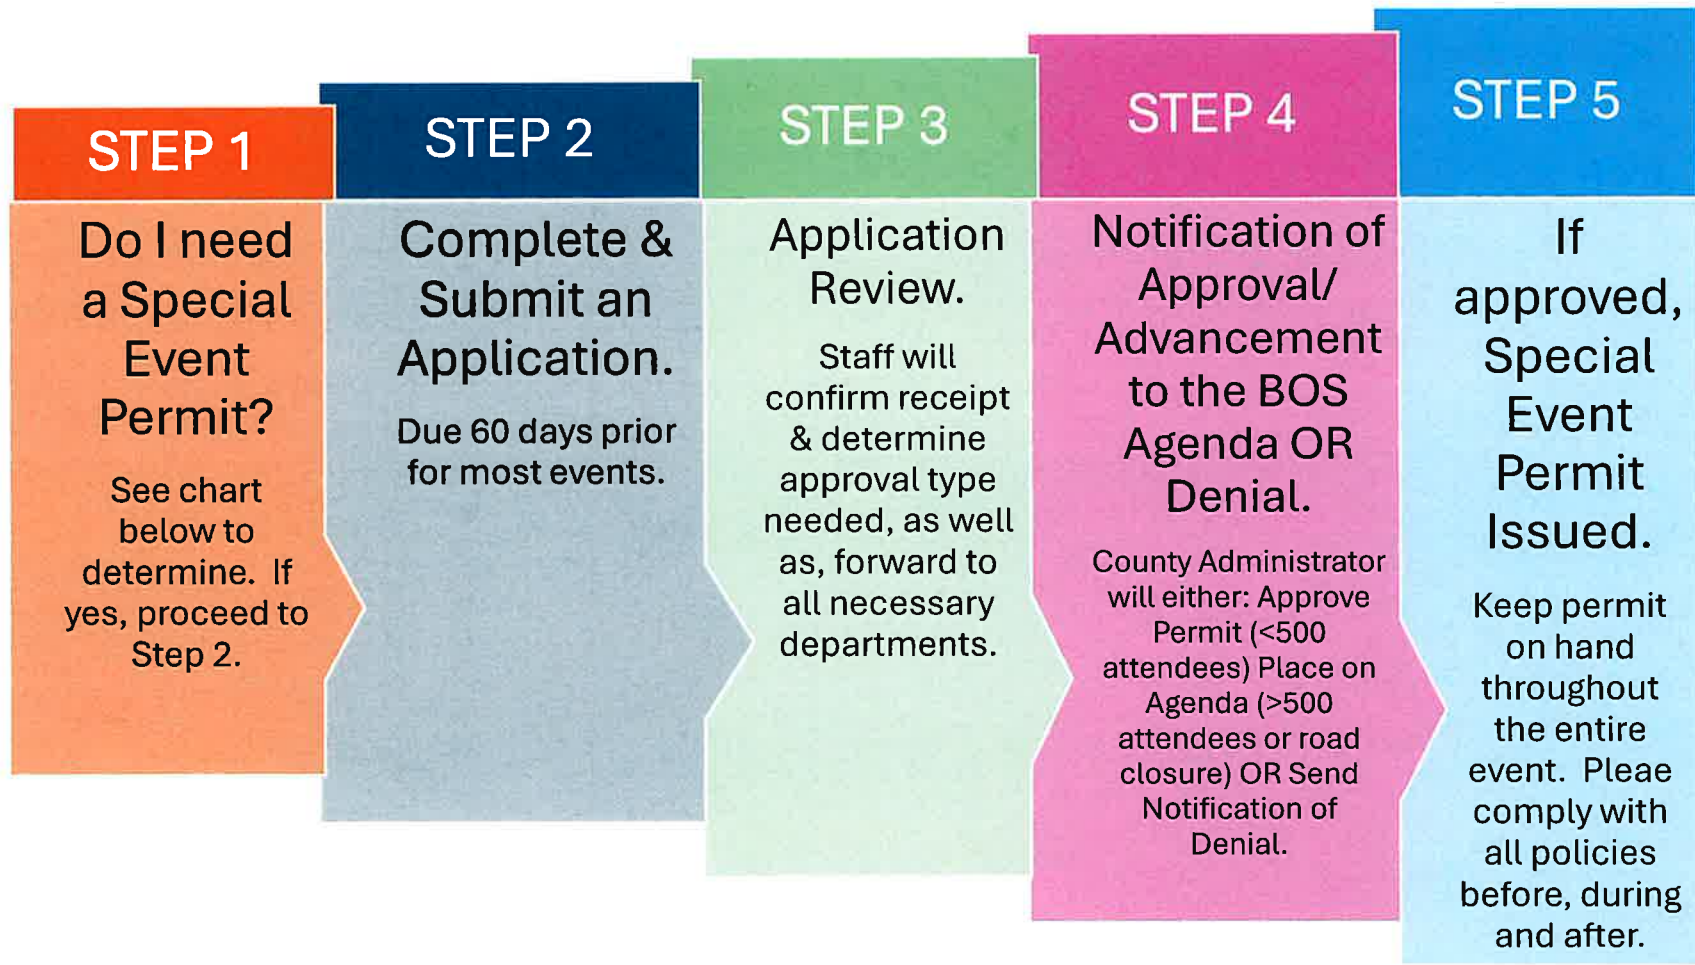 STEP 1
Do I need
a Special
Event
Permit?
See chart
below to
determine. If
yes, proceed to
Step 2.
STEP 2
Complete &
Submit an
Application.
Due 60 days prior
for most events.
STEP 3
Application
Review.
Staff will
confirm receipt
& determine
approval type
needed, as well
as, forward to
all necessary
departments.
STEP 4
Notification of
Approval/
Advancement
to the BOS
Agenda OR
Denial.
County Administrator
will either: Approve
Permit (<500
attendees) Place on
Agenda (>500
attendees or road
closure) OR Send
Notification of
Denial.
STEP 5
If
approved,
Special
Event
Permit
Issued.
Keep permit
on hand
throughout
the entire
event. Pleae
comply with
all policies
before, during
and after.